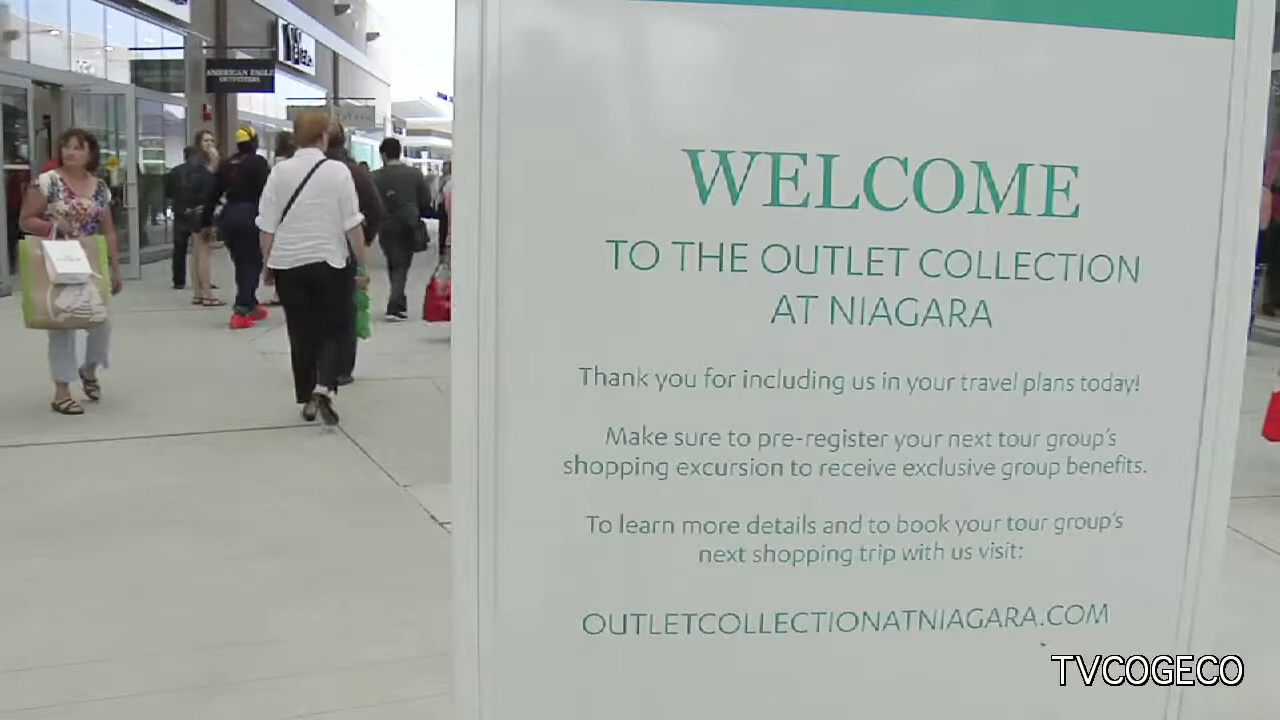 AMERICAN EAGLE
OUTFITTERS
WELCOME
TO THE OUTLET COLLECTION
AT NIAGARA
Thank you for including us in your travel plans today!
Make sure to pre-register your next tour group's
shopping excursion to receive exclusive group benefits.
To learn more details and to book your tour group's
next shopping trip with us visit:
OUTLETCOLLECTIONATNIAGARA.COM
TVCOGECO